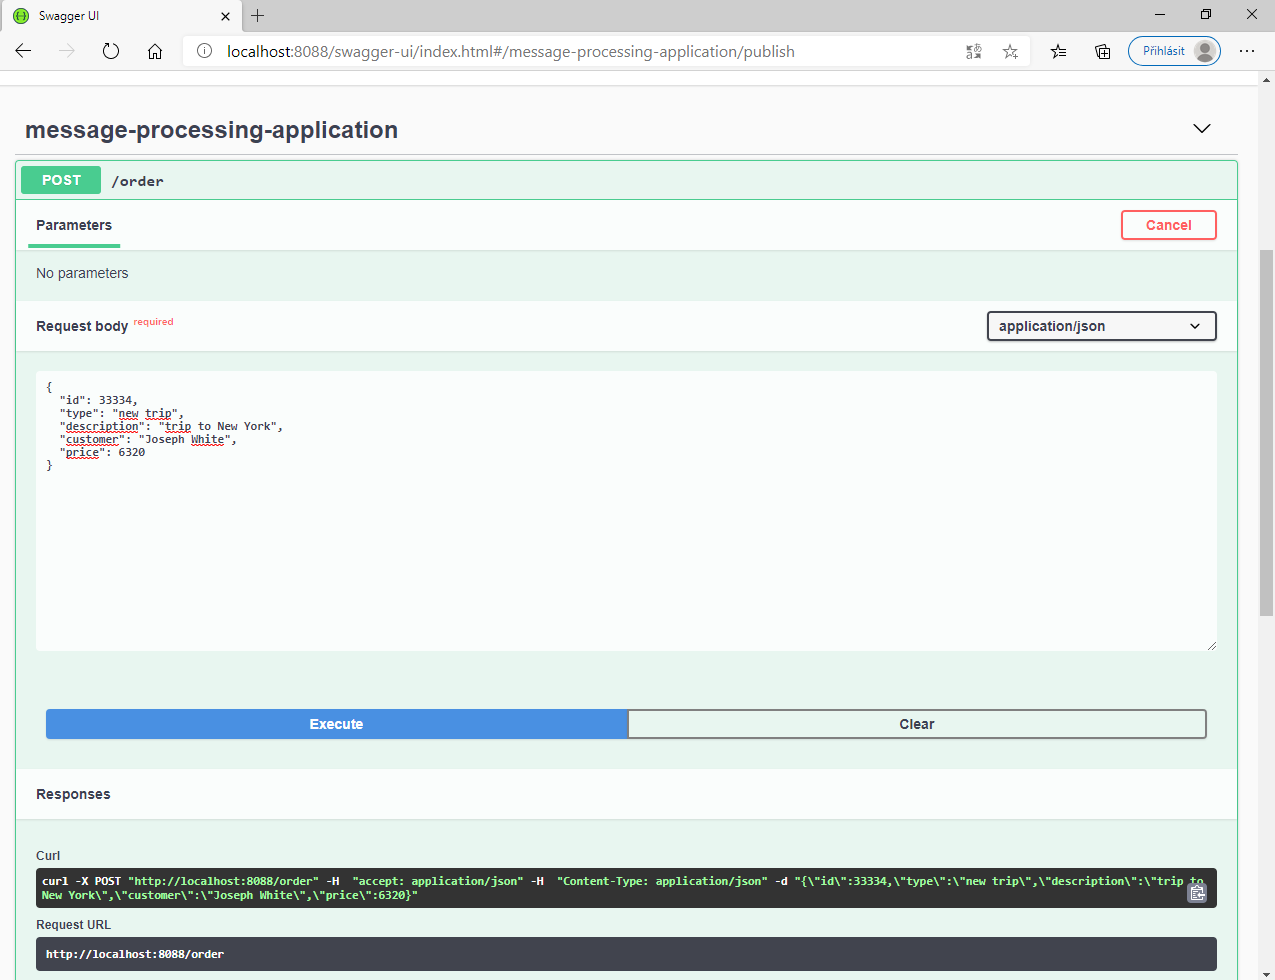 Swagger UI
localhost:8088/swagger-ui/index.html#/message-processing-application/publish
Přihlásit
message-processing-application
POST /order
Parameters
Cancel
No parameters
Request body required
application/json
{
  "id": 33334,
  "type": "new trip",
  "description": "trip to New York",
  "customer": "Joseph White",
  "price": 6320
}
Execute
Clear
Responses
Curl
curl -X POST "http://localhost:8088/order" -H  "accept: application/json" -H  "Content-Type: application/json" -d "{\"id\":33334,\"type\":\"new trip\",\"description\":\"trip to
New York\",\"customer\":\"Joseph White\",\"price\":6320}"
Request URL
http://localhost:8088/order